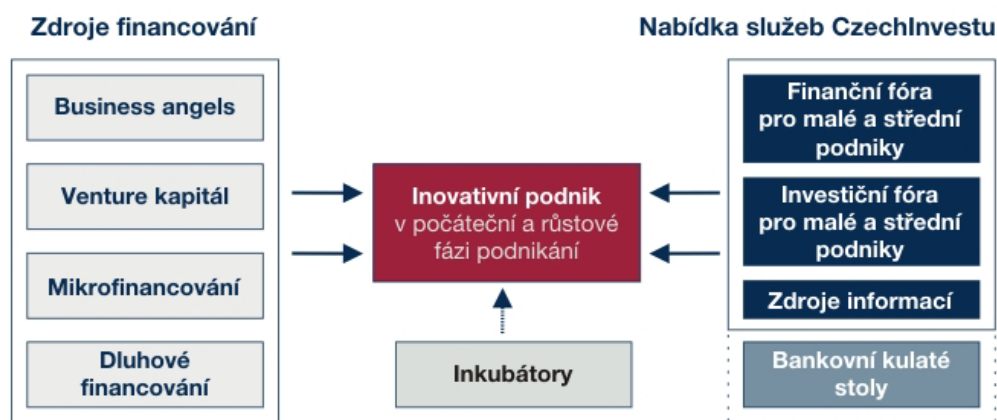 Zdroje financování
Business angels
Venture kapitál
Mikrofinancování
Dluhové
financování
Inovativní podnik
v počáteční a růstové
fázi podnikání
Inkubátory
Nabídka služeb CzechInvestu
Finanční fóra
pro malé a střední
podniky
Investiční fóra
pro malé a střední
podniky
Zdroje informací
Bankovní kulaté
stoly